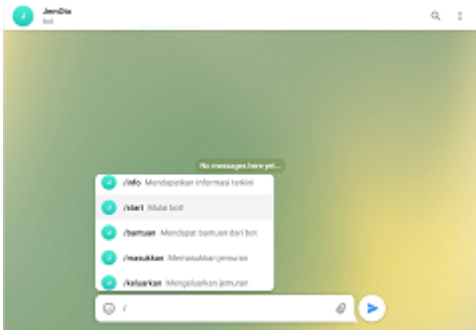 JemDia
bot
No messages here yet...
/info Mendapatkan informasi terkini
/start Mulai bot!
/bantuan Mendapat bantuan dari bot
/masukkan Memasukkan jemuran
/keluarkan Mengeluarkan jemuran
/